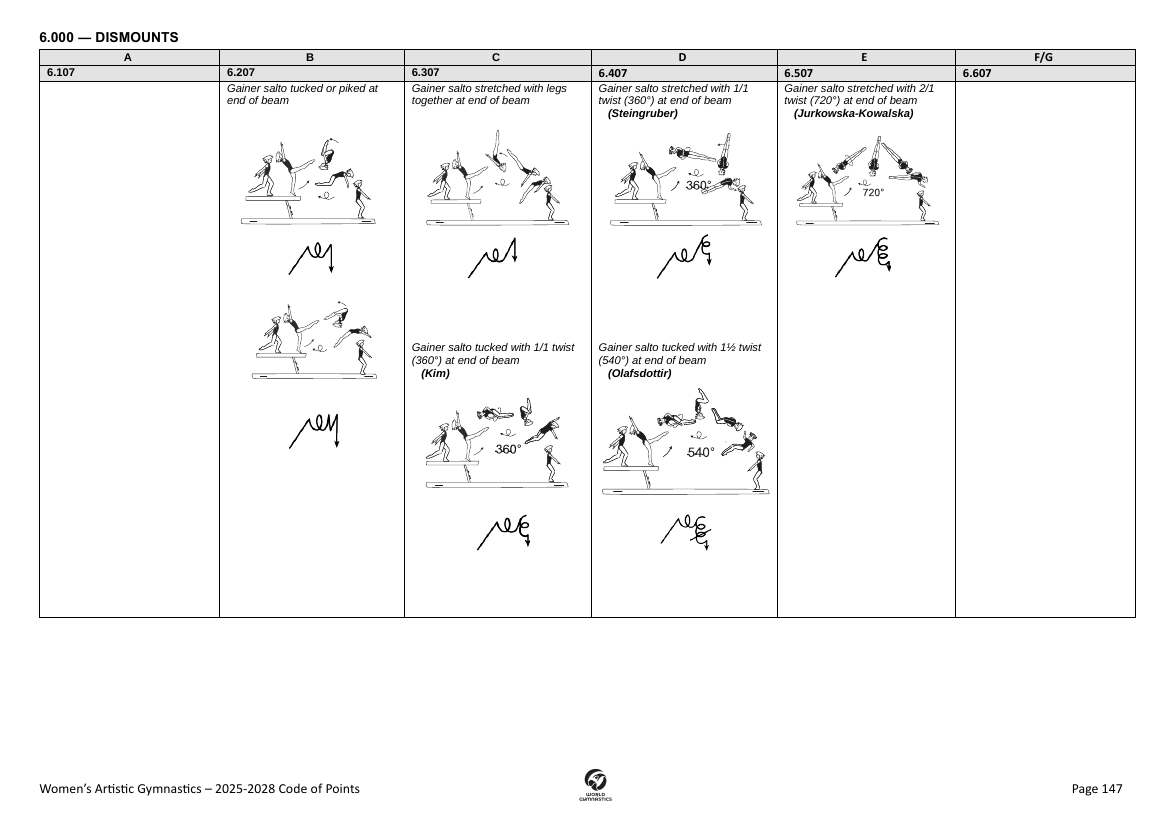 6.000 — DISMOUNTS
A B C D E F/G
6.107 6.207 6.307 6.407 6.507 6.607
Gainer salto tucked or piked at
end of beam
Gainer salto stretched with legs
together at end of beam
Gainer salto stretched with 1/1
twist (360°) at end of beam
(Steingruber)
360°
Gainer salto stretched with 2/1
twist (720°) at end of beam
(Jurkowska-Kowalska)
720°
Gainer salto tucked with 1/1 twist
(360°) at end of beam
(Kim)
360°
Gainer salto tucked with 1½ twist
(540°) at end of beam
(Olafsdottir)
540°
Women's Artistic Gymnastics – 2025-2028 Code of Points
WORLD
GYMNASTICS
Page 147